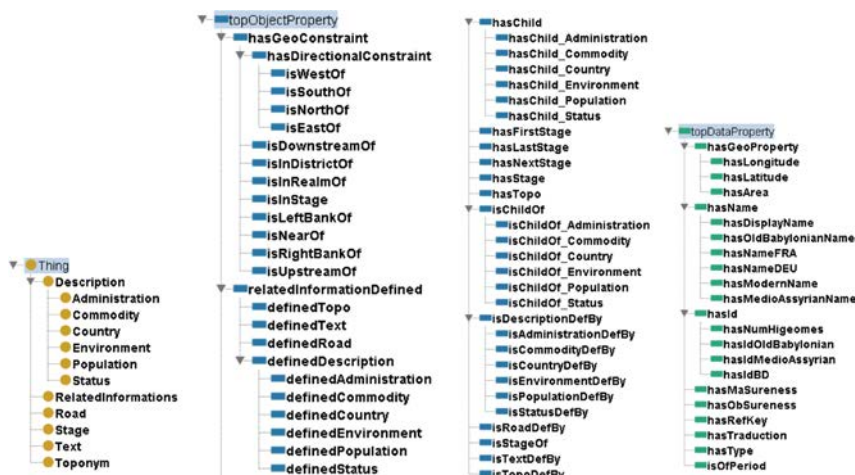 Thing
Description
Administration
Commodity
Country
Environment
Population
Status
RelatedInformations
Road
Stage
Text
Toponym
topObjectProperty
hasGeoConstraint
hasDirectionalConstraint
isWestOf
isSouthOf
isNorthOf
isEastOf
isDownstreamOf
isInDistrictOf
isInRealmOf
isInStage
isLeftBankOf
isNearOf
isRightBankOf
isUpstreamOf
relatedInformationDefined
definedTopo
definedText
definedRoad
definedDescription
definedAdministration
definedCommodity
definedCountry
definedEnvironment
definedPopulation
definedStatus
hasChild
hasChild_Administration
hasChild_Commodity
hasChild_Country
hasChild_Environment
hasChild_Population
hasChild_Status
hasFirstStage
hasLastStage
hasNextStage
hasStage
hasTopo
isChildOf
isChildOf_Administration
isChildOf_Commodity
isChildOf_Country
isChildOf_Environment
isChildOf_Population
isChildOf_Status
isDescriptionDefBy
isAdministrationDefBy
isCommodityDefBy
isCountryDefBy
isEnvironmentDefBy
isPopulationDefBy
isStatusDefBy
isRoadDefBy
isStageOf
isTextDefBy
isTopoDefBy
topDataProperty
hasGeoProperty
hasLongitude
hasLatitude
hasArea
hasName
hasDisplayName
hasOldBabylonianName
hasNameFRA
hasNameDEU
hasModernName
hasMedioAssyrianName
hasId
hasNumHigeomes
hasIdOldBabylonian
hasIdMedioAssyrian
hasIdBD
hasMaSureness
hasObSureness
hasRefKey
hasTraduction
hasType
isOfPeriod